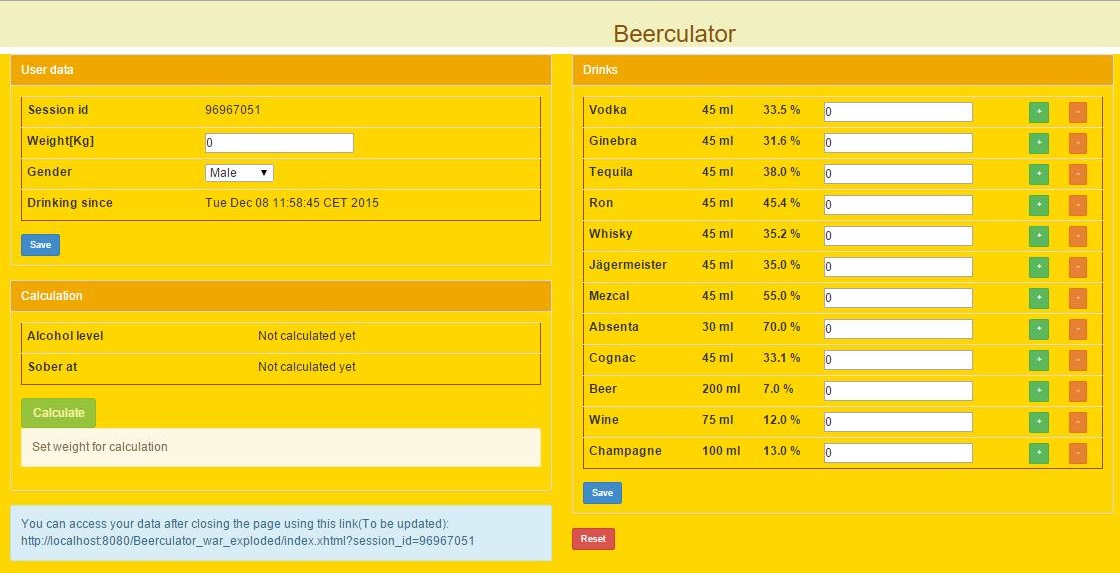 Beerculator
User data
Session id 96967051
Weight[Kg] 0
Gender Male ▼
Drinking since Tue Dec 08 11:58:45 CET 2015
Save
Calculation
Alcohol level Not calculated yet
Sober at Not calculated yet
Calculate
Set weight for calculation
You can access your data after closing the page using this link(To be updated):
http://localhost:8080/Beerculator_war_exploded/index.xhtml?session_id=96967051
Drinks
Vodka 45 ml 33.5 % 0 + -
Ginebra 45 ml 31.6 % 0 + -
Tequila 45 ml 38.0 % 0 + -
Ron 45 ml 45.4 % 0 + -
Whisky 45 ml 35.2 % 0 + -
Jägermeister 45 ml 35.0 % 0 + -
Mezcal 45 ml 55.0 % 0 + -
Absenta 30 ml 70.0 % 0 + -
Cognac 45 ml 33.1 % 0 + -
Beer 200 ml 7.0 % 0 + -
Wine 75 ml 12.0 % 0 + -
Champagne 100 ml 13.0 % 0 + -
Save
Reset